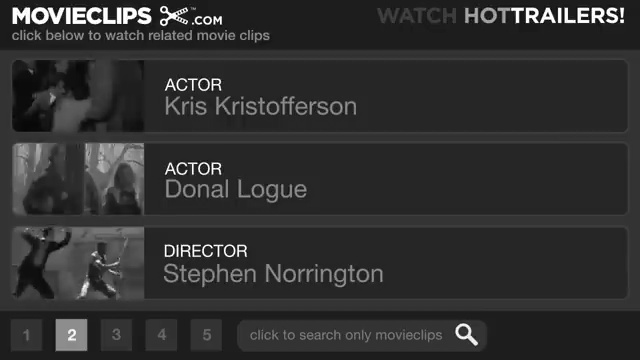 MOVIECLIPS .COM
WATCH HOTTRAILERS!
click below to watch related movie clips
ACTOR
Kris Kristofferson
ACTOR
Donal Logue
DIRECTOR
Stephen Norrington
1 2 3 4 5 click to search only movieclips